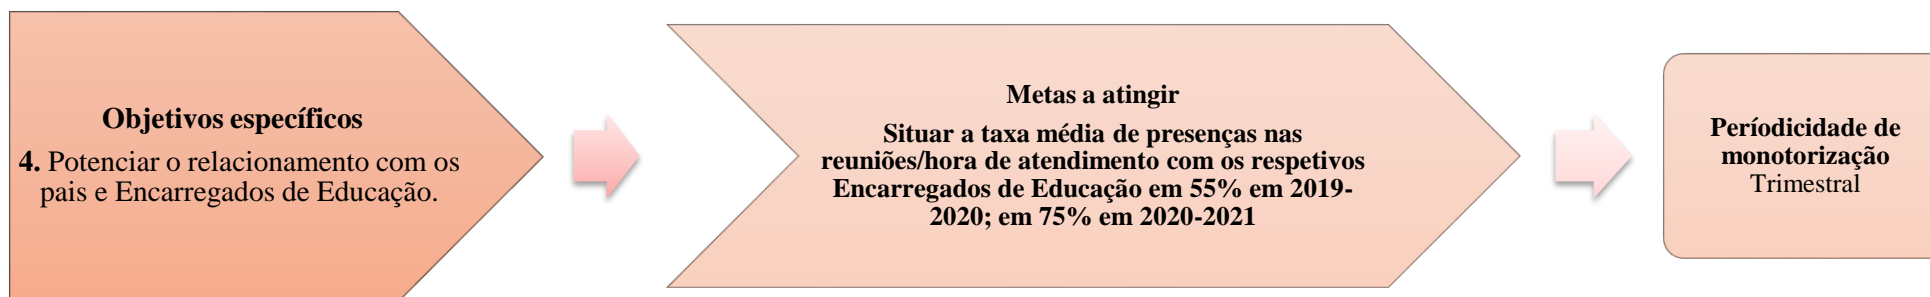 Objetivos específicos
4. Potenciar o relacionamento com os
pais e Encarregados de Educação.
Metas a atingir
Situar a taxa média de presenças nas
reuniões/hora de atendimento com os respetivos
Encarregados de Educação em 55% em 2019-
2020; em 75% em 2020-2021
Períodicidade de
monotorização
Trimestral